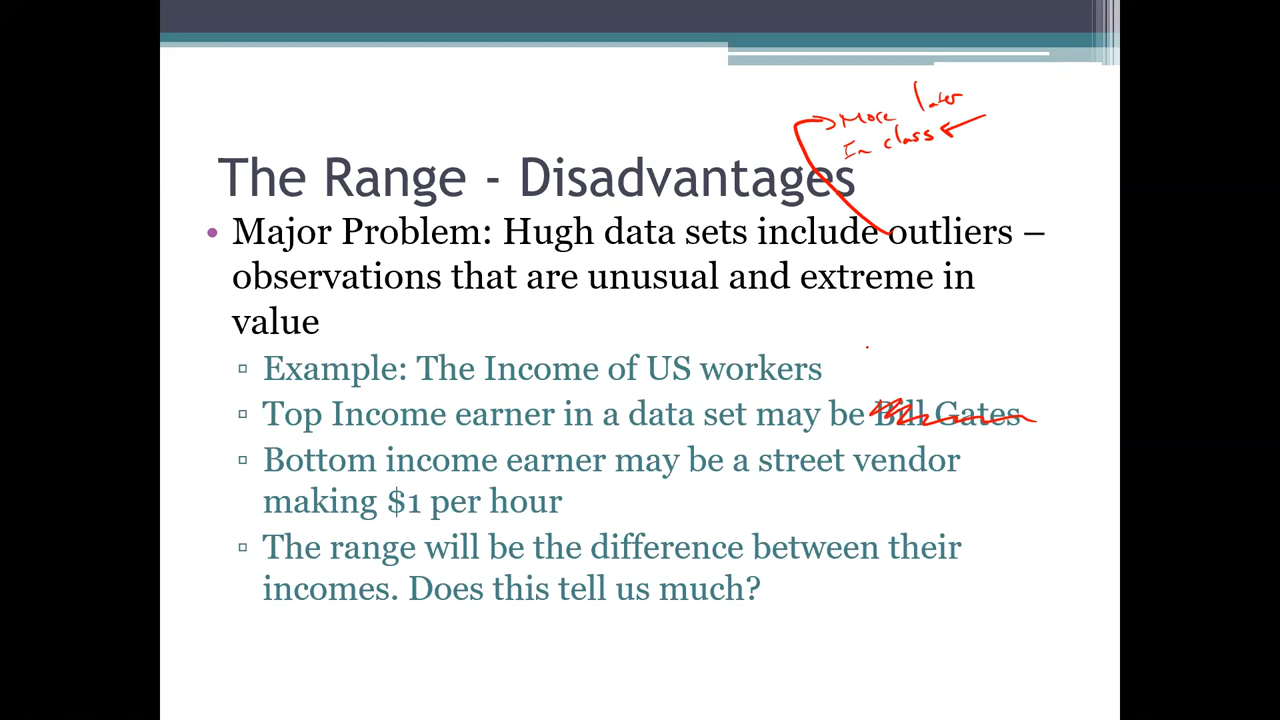 More later
In class
The Range - Disadvantages
• Major Problem: Hugh data sets include outliers –
observations that are unusual and extreme in
value
▫ Example: The Income of US workers
▫ Top Income earner in a data set may be Bill Gates
▫ Bottom income earner may be a street vendor
making $1 per hour
▫ The range will be the difference between their
incomes. Does this tell us much?